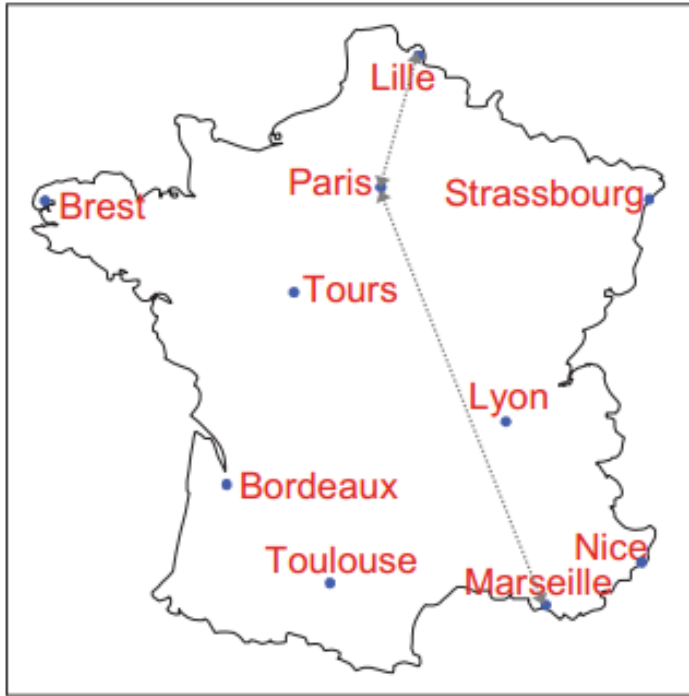 Lille
Paris
Strassbourg
Brest
Tours
Lyon
Bordeaux
Nice
Toulouse
Marseille